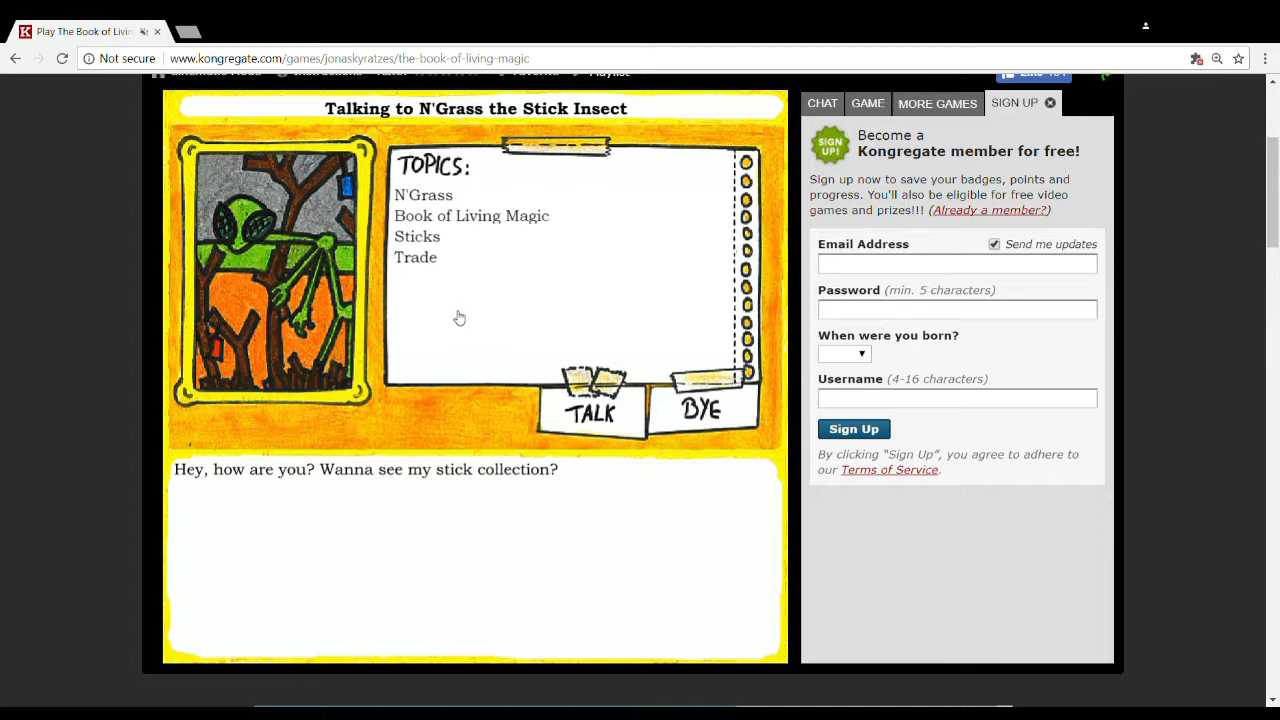 Play The Book of Livin
Not secure
www.kongregate.com/games/jonaskyratzes/the-book-of-living-magic
Playlist
Talking to N'Grass the Stick Insect
TOPICS:
N'Grass
Book of Living Magic
Sticks
Trade
TALK
BYE
Hey, how are you? Wanna see my stick collection?
CHAT
GAME
MORE GAMES
SIGN UP
SIGN UP!
Become a
Kongregate member for free!
Sign up now to save your badges, points and
progress. You'll also be eligible for free video
games and prizes!!! (Already a member?)
Email Address
Send me updates
Password (min. 5 characters)
When were you born?
Username (4-16 characters)
Sign Up
By clicking “Sign Up”, you agree to adhere to
our Terms of Service.